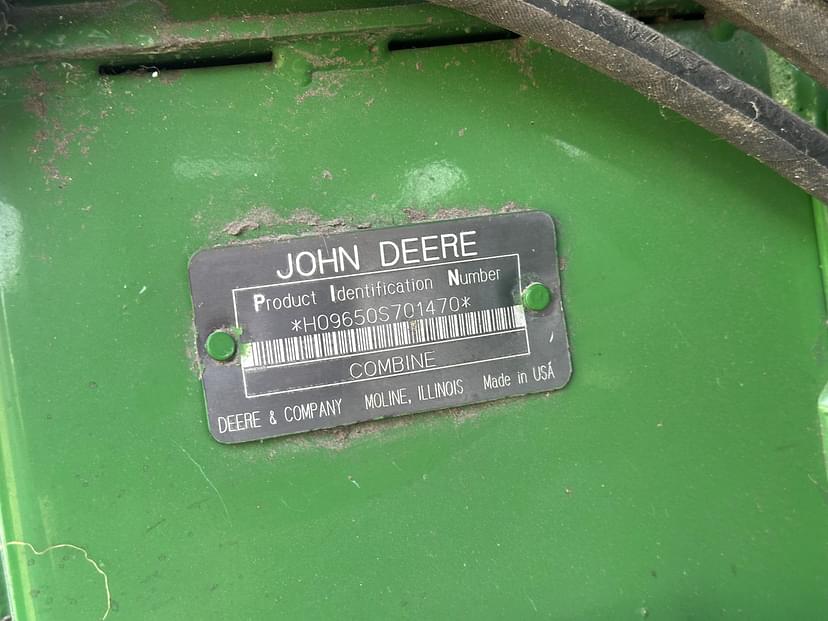 JOHN DEERE
Product Identification Number
*H09650S701470*
COMBINE
DEERE & COMPANY MOLINE, ILLINOIS Made in USA